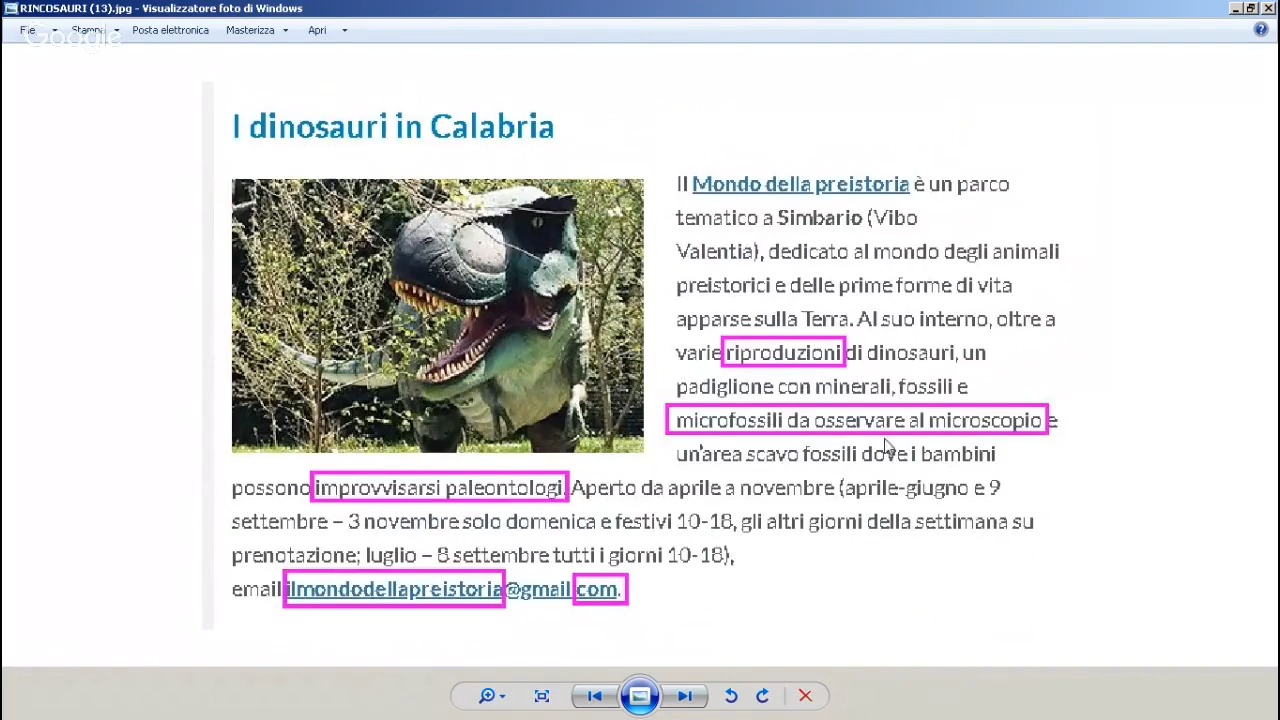 RINCOSAURI (13).jpg - Visualizzatore foto di Windows
File Stampa Posta elettronica Masterizza Apri
Google
I dinosauri in Calabria
Il Mondo della preistoria è un parco
tematico a Simbario (Vibo
Valentia), dedicato al mondo degli animali
preistorici e delle prime forme di vita
apparse sulla Terra. Al suo interno, oltre a
varie riproduzioni di dinosauri, un
padiglione con minerali, fossili e
microfossili da osservare al microscopio e
un'area scavo fossili dove i bambini
possono improvvisarsi paleontologi. Aperto da aprile a novembre (aprile-giugno e 9
settembre – 3 novembre solo domenica e festivi 10-18, gli altri giorni della settimana su
prenotazione; luglio – 8 settembre tutti i giorni 10-18),
email ilmondodellapreistoria@gmail.com.